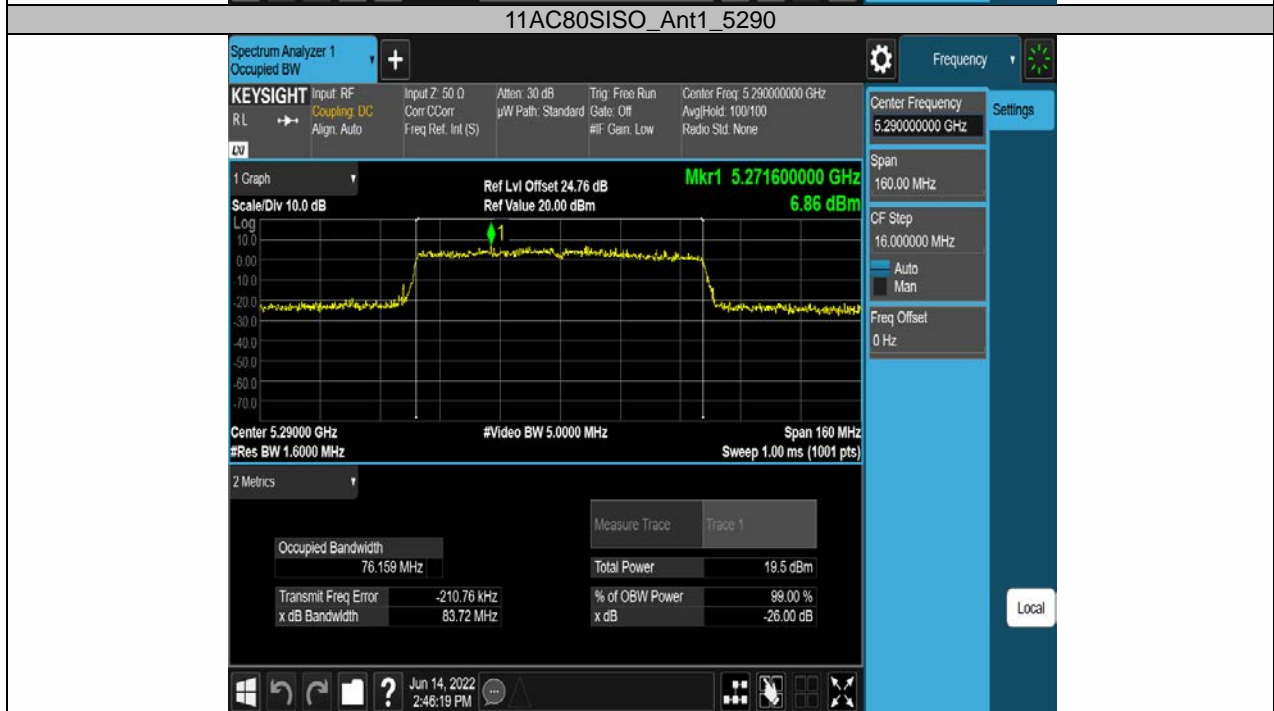 11AC80SISO_Ant1_5290
Spectrum Analyzer 1
Occupied BW
+
Frequency
KEYSIGHT
RL
LXI
Input: RF
Coupling: DC
Align: Auto
Input Z: 50 Ω
Corr CCorr
Freq Ref: Int (S)
Atten: 30 dB
µW Path: Standard
Trig: Free Run
Gate: Off
#IF Gain: Low
Center Freq: 5.290000000 GHz
Avg|Hold: 100/100
Radio Std: None
Center Frequency
5.290000000 GHz
Settings
Span
160.00 MHz
CF Step
16.000000 MHz
Auto
Man
Freq Offset
0 Hz
Local
1 Graph
Scale/Div 10.0 dB
Ref Lvl Offset 24.76 dB
Ref Value 20.00 dBm
Mkr1 5.271600000 GHz
6.86 dBm
Log
10.0
0.00
-10.0
-20.0
-30.0
-40.0
-50.0
-60.0
-70.0
1
Center 5.29000 GHz
#Res BW 1.6000 MHz
#Video BW 5.0000 MHz
Span 160 MHz
Sweep 1.00 ms (1001 pts)
2 Metrics
Measure Trace Trace 1
Occupied Bandwidth
76.159 MHz
Total Power 19.5 dBm
Transmit Freq Error -210.76 kHz
% of OBW Power 99.00 %
x dB Bandwidth 83.72 MHz
x dB -26.00 dB
?
Jun 14, 2022
2:46:19 PM